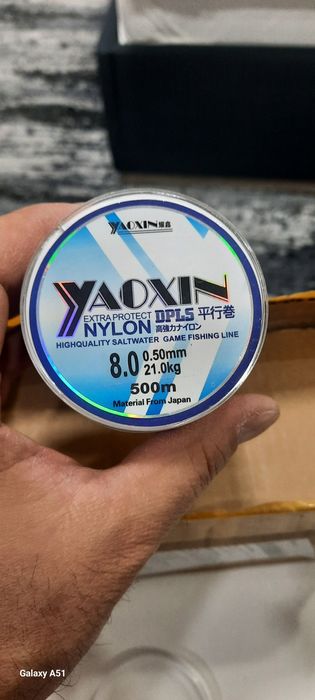 YAOXIN
YAOXIN
EXTRA PROTECT DPLS 平行巻
NYLON 高強力ナイロン
HIGHQUALITY SALTWATER GAME FISHING LINE
8.0 0.50mm
21.0kg
500m
Material From Japan
Galaxy A51